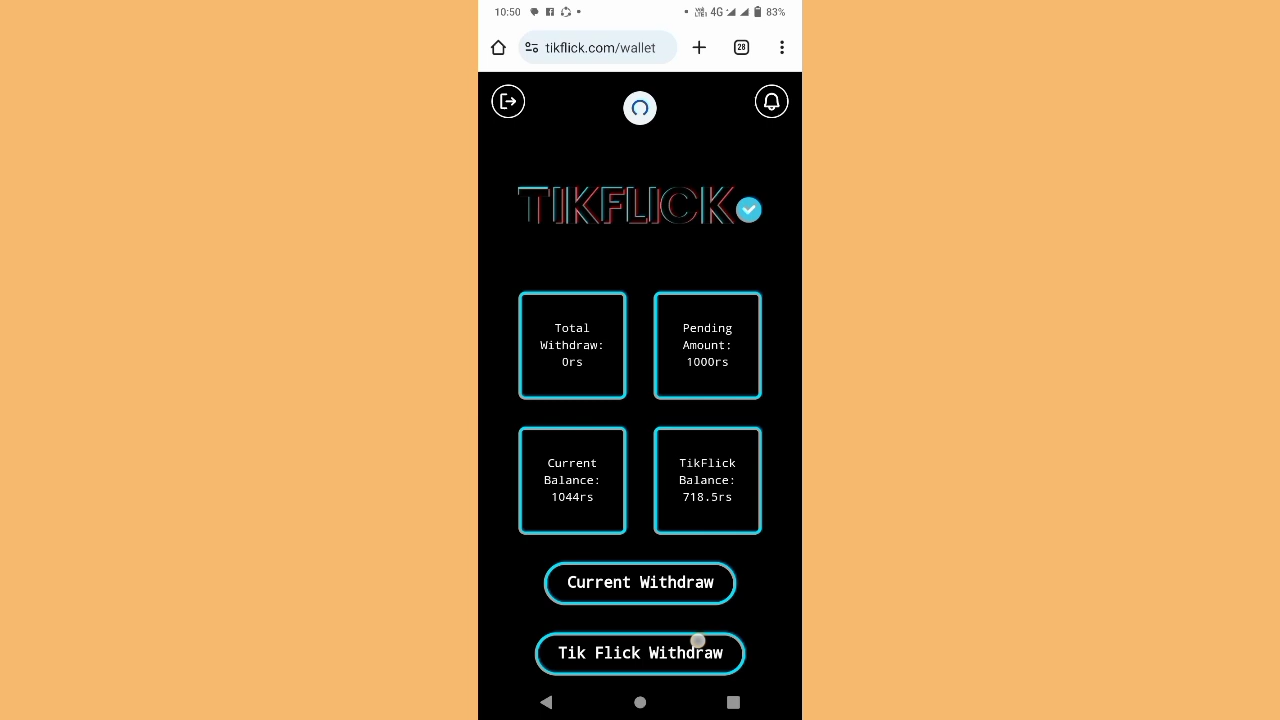 10:50
4G 83%
tikflick.com/wallet
28
TIKFLICK
Total
Withdraw:
0rs
Pending
Amount:
1000rs
Current
Balance:
1044rs
TikFlick
Balance:
718.5rs
Current Withdraw
Tik Flick Withdraw